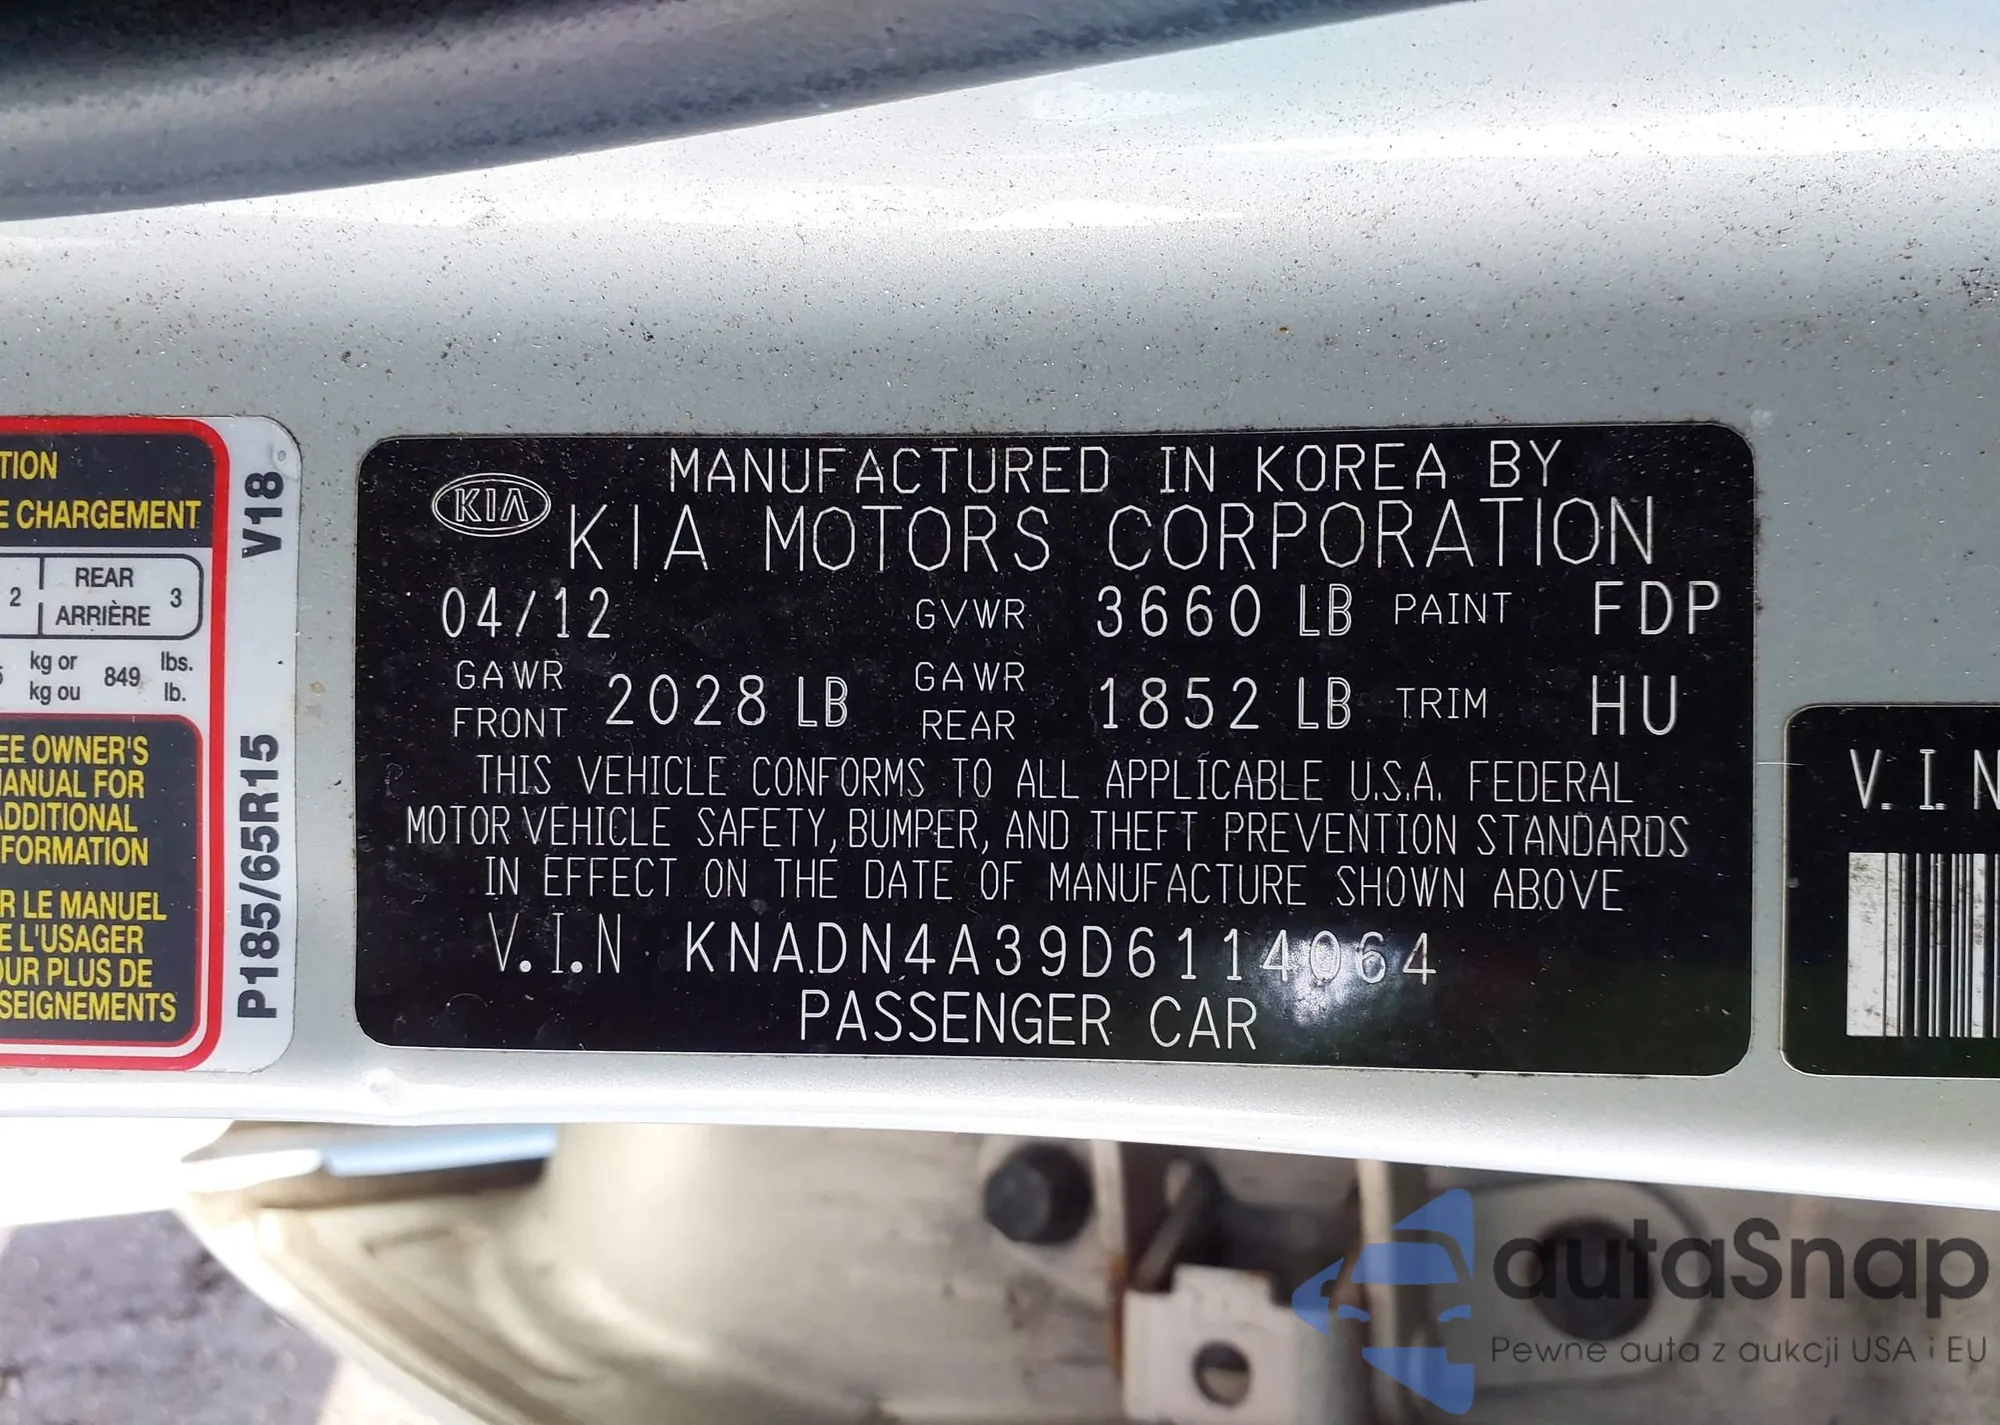 TION
E CHARGEMENT
2 REAR 3
ARRIÈRE
kg or 849 lbs.
kg ou lb.
EE OWNER'S
ANUAL FOR
ADDITIONAL
FORMATION
R LE MANUEL
E L'USAGER
OUR PLUS DE
SEIGNEMENTS
V18
P185/65R15
KIA
MANUFACTURED IN KOREA BY
KIA MOTORS CORPORATION
04/12 GVWR 3660 LB PAINT FDP
GAWR FRONT 2028 LB GAWR REAR 1852 LB TRIM HU
THIS VEHICLE CONFORMS TO ALL APPLICABLE U.S.A. FEDERAL
MOTOR VEHICLE SAFETY, BUMPER, AND THEFT PREVENTION STANDARDS
IN EFFECT ON THE DATE OF MANUFACTURE SHOWN ABOVE
V.I.N KNADN4A39D6114064
PASSENGER CAR
V.I.N
autaSnap
Pewne auta z aukcji USA i EU